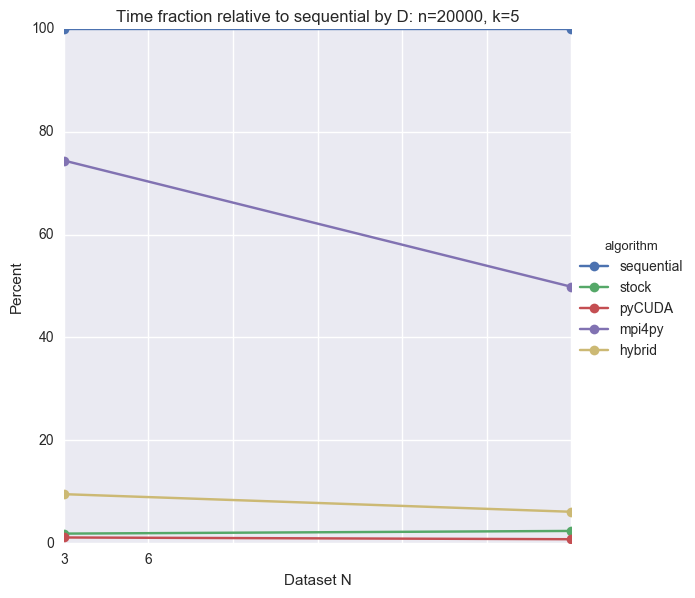 Time fraction relative to sequential by D: n=20000, k=5
100
80
60
40
20
0
Percent
3 6
Dataset N
algorithm
sequential
stock
pyCUDA
mpi4py
hybrid